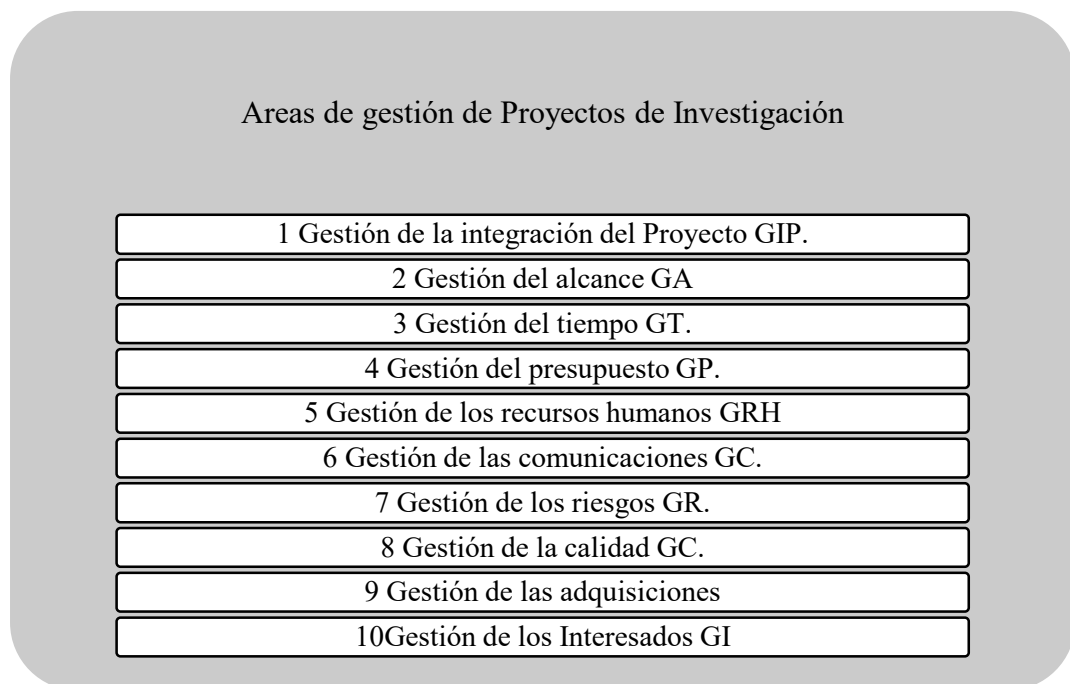 Areas de gestión de Proyectos de Investigación
1 Gestión de la integración del Proyecto GIP.
2 Gestión del alcance GA
3 Gestión del tiempo GT.
4 Gestión del presupuesto GP.
5 Gestión de los recursos humanos GRH
6 Gestión de las comunicaciones GC.
7 Gestión de los riesgos GR.
8 Gestión de la calidad GC.
9 Gestión de las adquisiciones
10Gestión de los Interesados GI